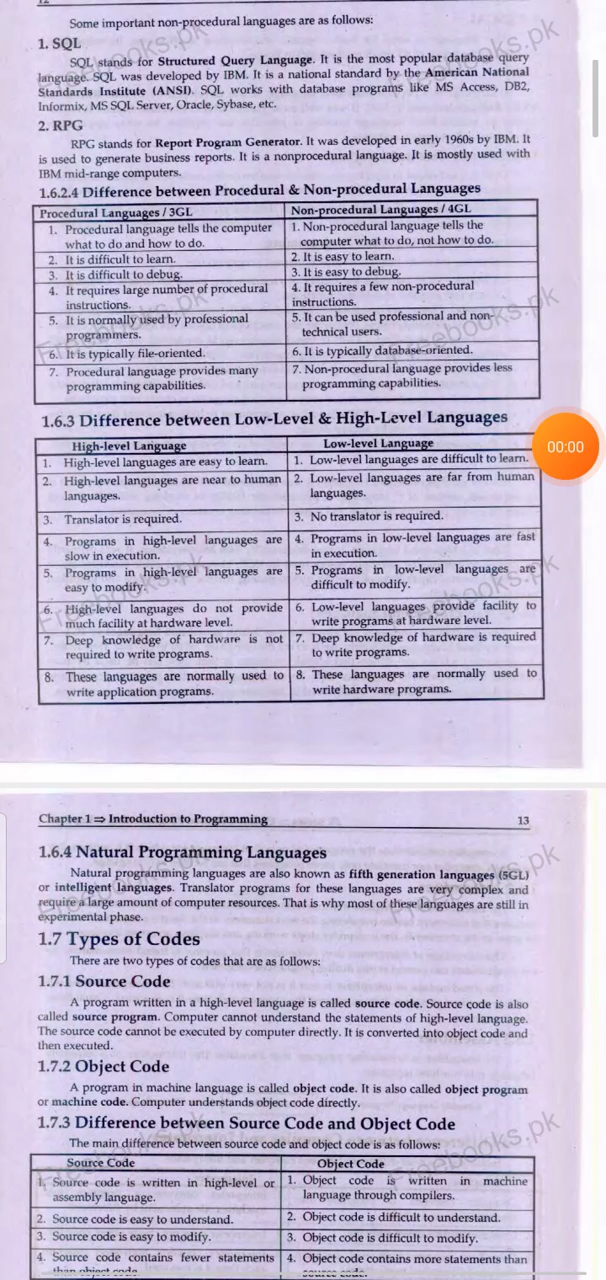 Some important non-procedural languages are as follows:
1. SQL
SQL stands for Structured Query Language. It is the most popular database query
language. SQL was developed by IBM. It is a national standard by the American National
Standards Institute (ANSI). SQL works with database programs like MS Access, DB2,
Informix, MS SQL Server, Oracle, Sybase, etc.
2. RPG
RPG stands for Report Program Generator. It was developed in early 1960s by IBM. It
is used to generate business reports. It is a nonprocedural language. It is mostly used with
IBM mid-range computers.
1.6.2.4 Difference between Procedural & Non-procedural Languages
Procedural Languages / 3GL
Non-procedural Languages / 4GL
1. Procedural language tells the computer
what to do and how to do.
1. Non-procedural language tells the
computer what to do, not how to do.
2. It is difficult to learn.
2. It is easy to learn.
3. It is difficult to debug.
3. It is easy to debug.
4. It requires large number of procedural
instructions.
4. It requires a few non-procedural
instructions.
5. It is normally used by professional
programmers.
5. It can be used professional and non-
technical users.
6. It is typically file-oriented.
6. It is typically database-oriented.
7. Procedural language provides many
programming capabilities.
7. Non-procedural language provides less
programming capabilities.
1.6.3 Difference between Low-Level & High-Level Languages
High-level Language
Low-level Language
1. High-level languages are easy to learn.
1. Low-level languages are difficult to learn.
2. High-level languages are near to human
languages.
2. Low-level languages are far from human
languages.
3. Translator is required.
3. No translator is required.
4. Programs in high-level languages are
slow in execution.
4. Programs in low-level languages are fast
in execution.
5. Programs in high-level languages are
easy to modify.
5. Programs in low-level languages are
difficult to modify.
6. High-level languages do not provide
much facility at hardware level.
6. Low-level languages provide facility to
write programs at hardware level.
7. Deep knowledge of hardware is not
required to write programs.
7. Deep knowledge of hardware is required
to write programs.
8. These languages are normally used to
write application programs.
8. These languages are normally used to
write hardware programs.
00:00
Chapter 1 ⇒ Introduction to Programming 13
1.6.4 Natural Programming Languages
Natural programming languages are also known as fifth generation languages (5GL)
or intelligent languages. Translator programs for these languages are very complex and
require a large amount of computer resources. That is why most of these languages are still in
experimental phase.
1.7 Types of Codes
There are two types of codes that are as follows:
1.7.1 Source Code
A program written in a high-level language is called source code. Source code is also
called source program. Computer cannot understand the statements of high-level language.
The source code cannot be executed by computer directly. It is converted into object code and
then executed.
1.7.2 Object Code
A program in machine language is called object code. It is also called object program
or machine code. Computer understands object code directly.
1.7.3 Difference between Source Code and Object Code
The main difference between source code and object code is as follows:
Source Code
Object Code
1. Source code is written in high-level or
assembly language.
1. Object code is written in machine
language through compilers.
2. Source code is easy to understand.
2. Object code is difficult to understand.
3. Source code is easy to modify.
3. Object code is difficult to modify.
4. Source code contains fewer statements
than object code.
4. Object code contains more statements than
Freebooks.pk